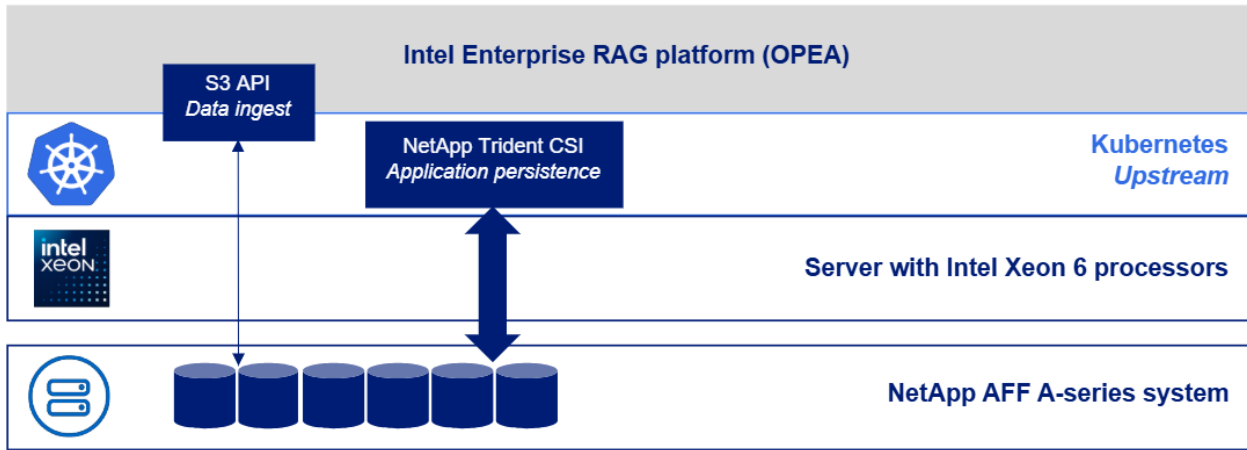 Intel Enterprise RAG platform (OPEA)
S3 API
Data ingest
NetApp Trident CSI
Application persistence
Kubernetes
Upstream
intel
XEON
Server with Intel Xeon 6 processors
NetApp AFF A-series system